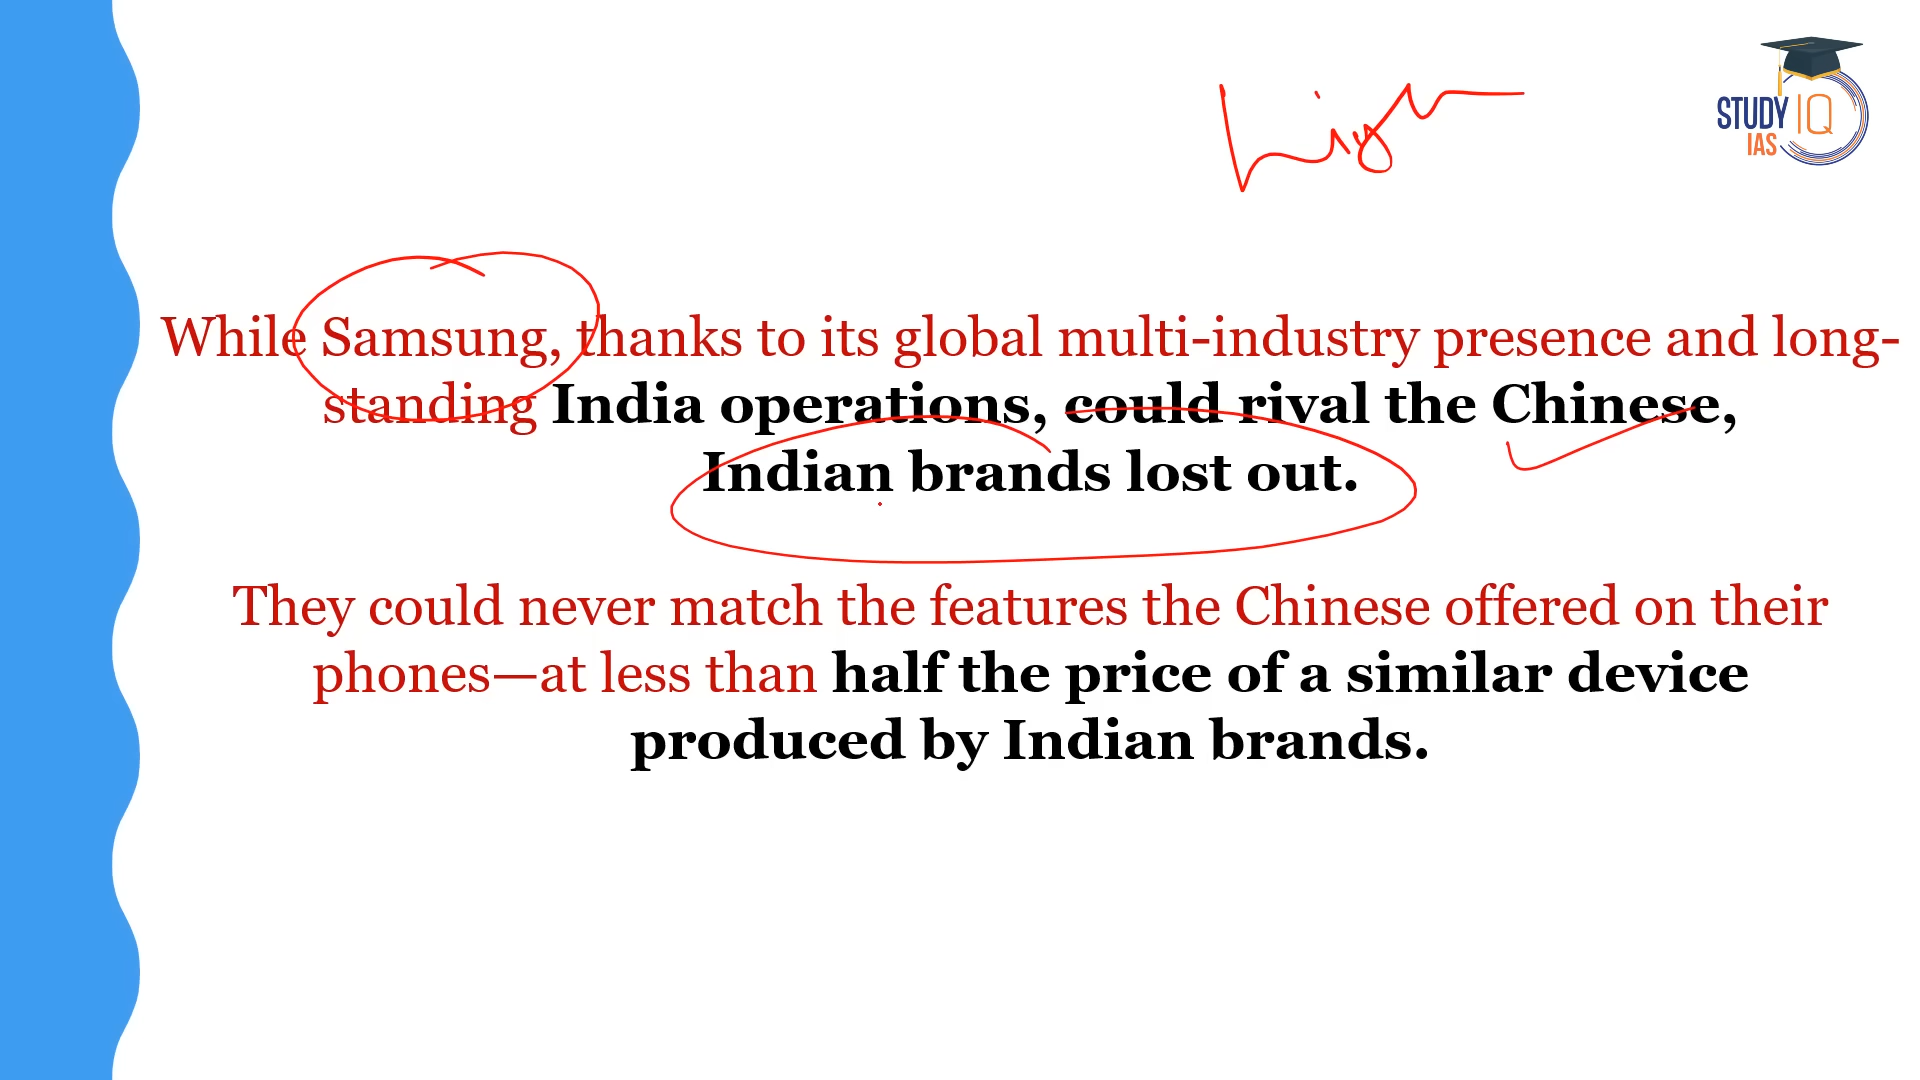 STUDY IQ
IAS
While Samsung, thanks to its global multi-industry presence and long-
standing India operations, could rival the Chinese,
Indian brands lost out.
They could never match the features the Chinese offered on their
phones—at less than half the price of a similar device
produced by Indian brands.